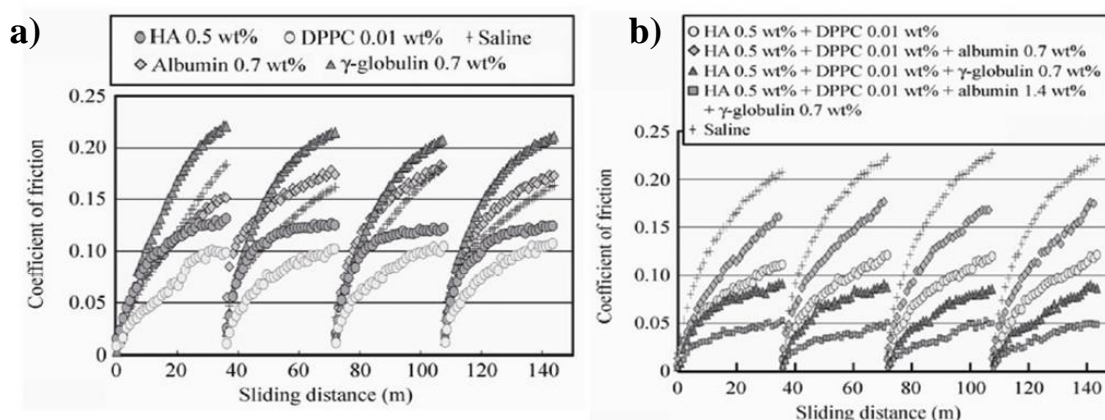 a)
HA 0.5 wt% DPPC 0.01 wt% Saline
Albumin 0.7 wt% γ-globulin 0.7 wt%
0.25
0.20
0.15
0.10
0.05
0
Coefficient of friction
0 20 40 60 80 100 120 140
Sliding distance (m)
b)
HA 0.5 wt% + DPPC 0.01 wt%
HA 0.5 wt% + DPPC 0.01 wt% + albumin 0.7 wt%
HA 0.5 wt% + DPPC 0.01 wt% + γ-globulin 0.7 wt%
HA 0.5 wt% + DPPC 0.01 wt% + albumin 1.4 wt%
+ γ-globulin 0.7 wt%
Saline
0.25
0.20
0.15
0.10
0.05
0
Coefficient of friction
0 20 40 60 80 100 120 140
Sliding distance (m)